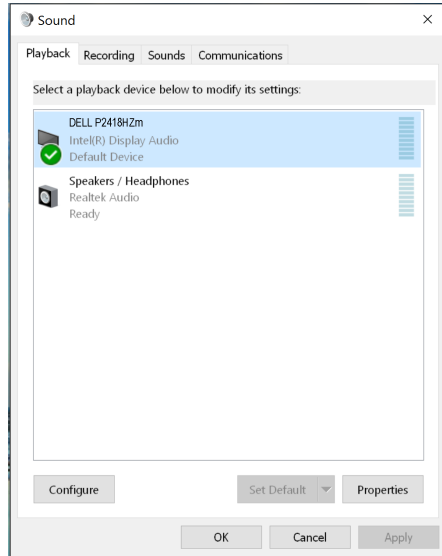 Sound
Playback Recording Sounds Communications
Select a playback device below to modify its settings:
DELL P2418HZm
Intel(R) Display Audio
Default Device
Speakers / Headphones
Realtek Audio
Ready
Configure Set Default Properties
OK Cancel Apply